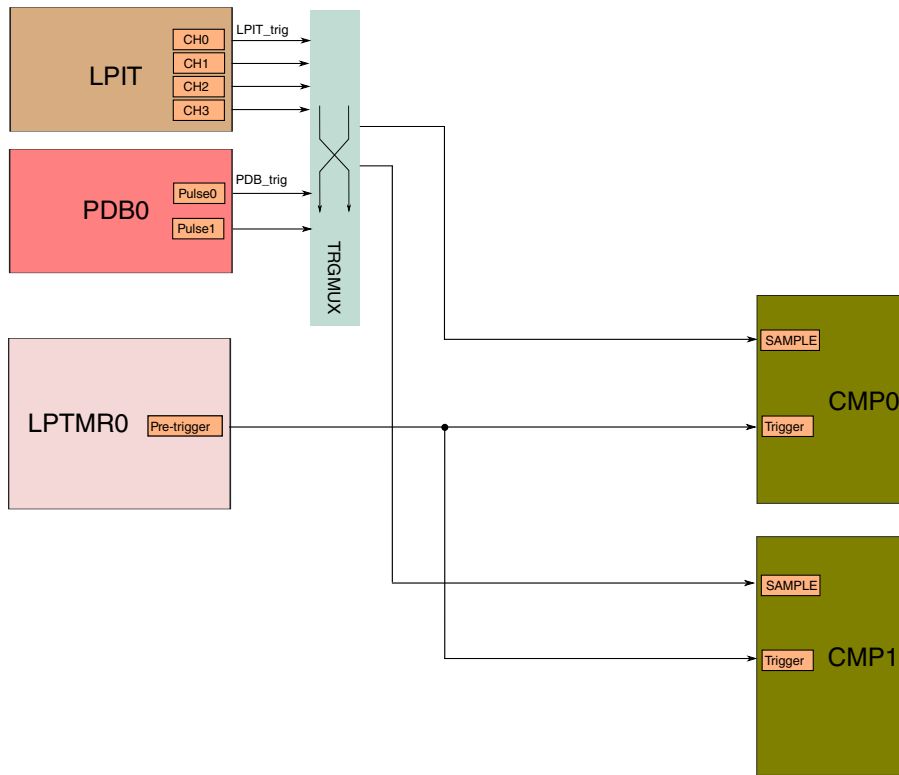 LPIT
CH0
CH1
CH2
CH3
LPIT_trig
PDB0
Pulse0
Pulse1
PDB_trig
TRGMUX
LPTMR0
Pre-trigger
SAMPLE
CMP0
Trigger
SAMPLE
CMP1
Trigger